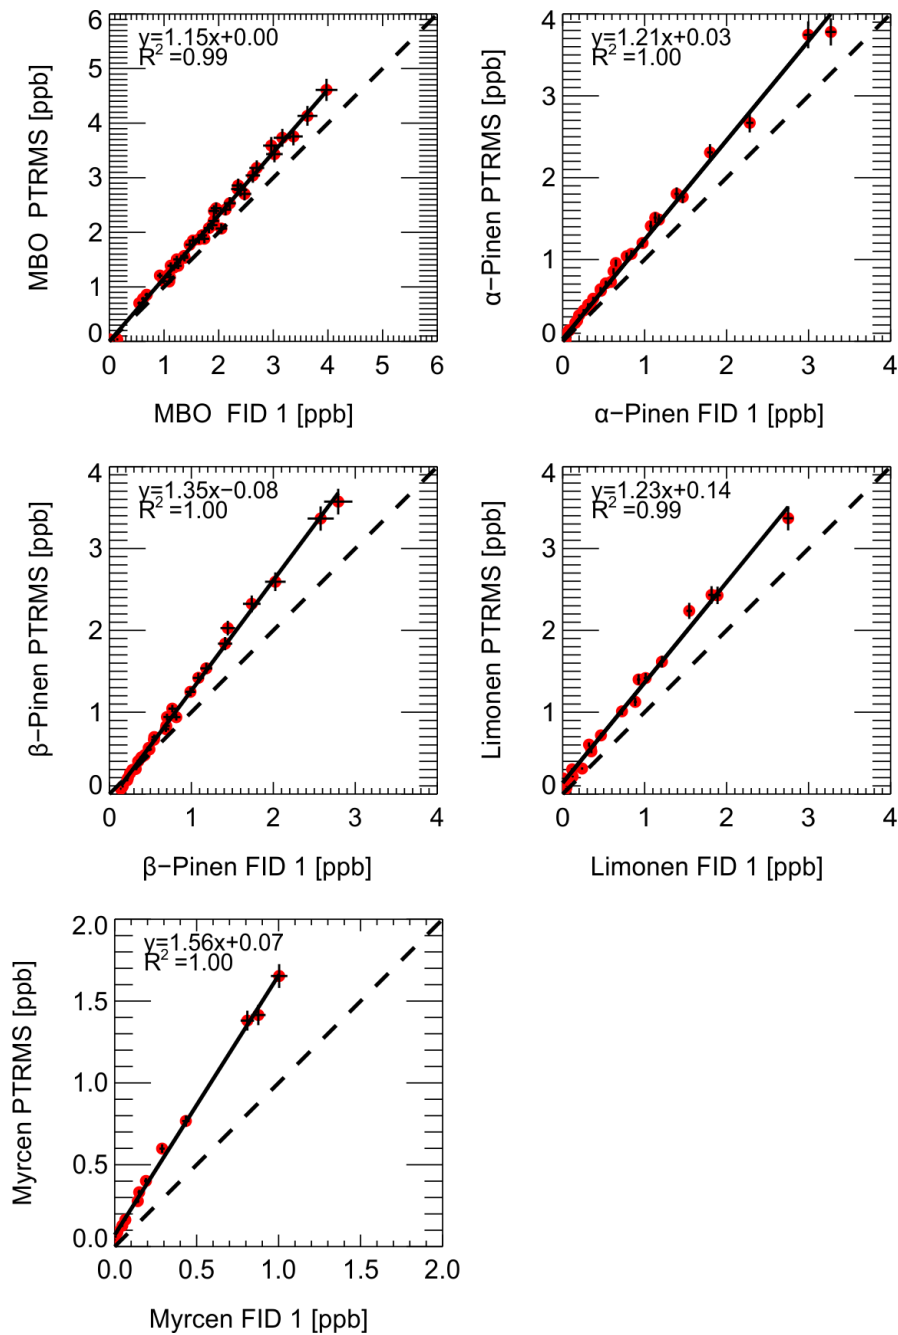 y=1.15x+0.00
R² =0.99
MBO  PTRMS [ppb]
6
5
4
3
2
1
0
0 1 2 3 4 5 6
MBO  FID 1 [ppb]
y=1.21x+0.03
R² =1.00
α−Pinen PTRMS [ppb]
4
3
2
1
0
0 1 2 3 4
α−Pinen FID 1 [ppb]
y=1.35x−0.08
R² =1.00
β−Pinen PTRMS [ppb]
4
3
2
1
0
0 1 2 3 4
β−Pinen FID 1 [ppb]
y=1.23x+0.14
R² =0.99
Limonen PTRMS [ppb]
4
3
2
1
0
0 1 2 3 4
Limonen FID 1 [ppb]
y=1.56x+0.07
R² =1.00
Myrcen PTRMS [ppb]
2.0
1.5
1.0
0.5
0.0
0.0 0.5 1.0 1.5 2.0
Myrcen FID 1 [ppb]